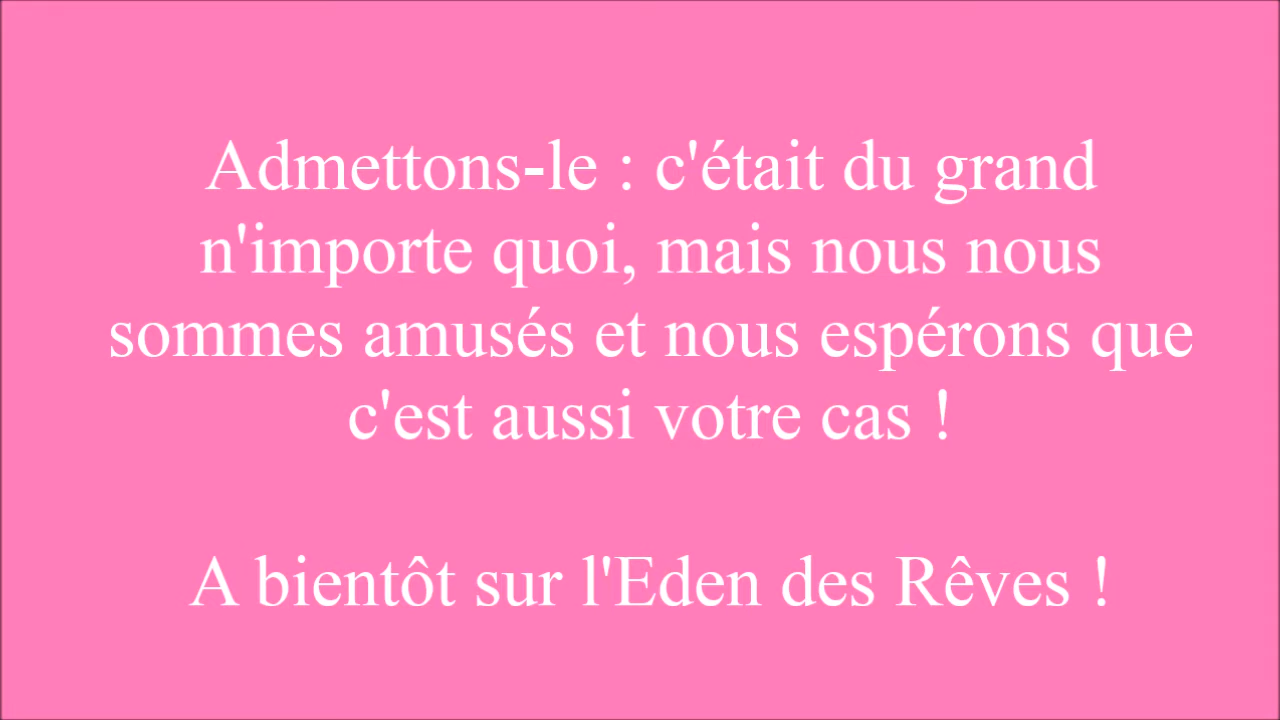 Admettons-le : c'était du grand
n'importe quoi, mais nous nous
sommes amusés et nous espérons que
c'est aussi votre cas !
A bientôt sur l'Eden des Rêves !